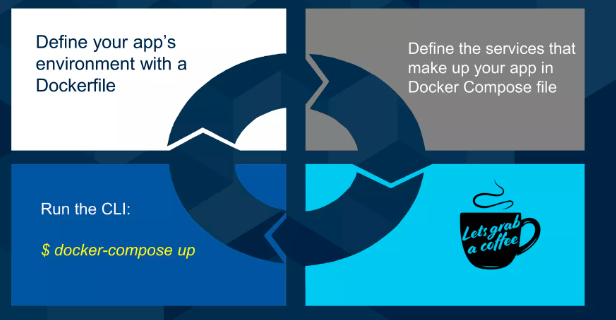 Define your app's
environment with a
Dockerfile
Define the services that
make up your app in
Docker Compose file
Run the CLI:
$ docker-compose up
Let's grab
a coffee